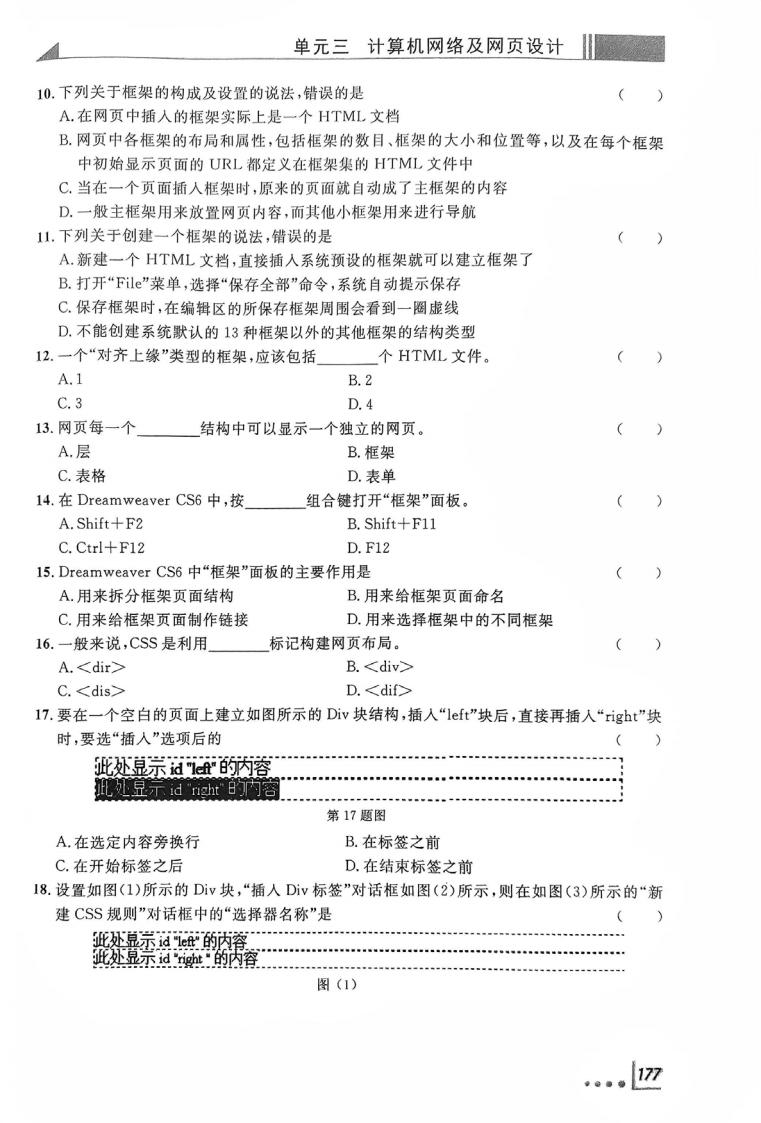 单元三 计算机网络及网页设计
10. 下列关于框架的构成及设置的说法,错误的是 ( )
A. 在网页中插入的框架实际上是一个 HTML 文档
B. 网页中各框架的布局和属性,包括框架的数目、框架的大小和位置等,以及在每个框架
中初始显示页面的 URL 都定义在框架集的 HTML 文件中
C. 当在一个页面插入框架时,原来的页面就自动成了主框架的内容
D. 一般主框架用来放置网页内容,而其他小框架用来进行导航
11. 下列关于创建一个框架的说法,错误的是 ( )
A. 新建一个 HTML 文档,直接插入系统预设的框架就可以建立框架了
B. 打开“File”菜单,选择“保存全部”命令,系统自动提示保存
C. 保存框架时,在编辑区的所保存框架周围会看到一圈虚线
D. 不能创建系统默认的 13 种框架以外的其他框架的结构类型
12. 一个“对齐上缘”类型的框架,应该包括______个 HTML 文件。 ( )
A. 1 B. 2
C. 3 D. 4
13. 网页每一个______结构中可以显示一个独立的网页。 ( )
A. 层 B. 框架
C. 表格 D. 表单
14. 在 Dreamweaver CS6 中,按______组合键打开“框架”面板。 ( )
A. Shift+F2 B. Shift+F11
C. Ctrl+F12 D. F12
15. Dreamweaver CS6 中“框架”面板的主要作用是 ( )
A. 用来拆分框架页面结构 B. 用来给框架页面命名
C. 用来给框架页面制作链接 D. 用来选择框架中的不同框架
16. 一般来说,CSS 是利用______标记构建网页布局。 ( )
A. <dir> B. <div>
C. <dis> D. <dif>
17. 要在一个空白的页面上建立如图所示的 Div 块结构,插入“left”块后,直接再插入“right”块
时,要选“插入”选项后的 ( )
此处显示 id "left" 的内容
此处显示 id "right" 的内容
第 17 题图
A. 在选定内容旁换行 B. 在标签之前
C. 在开始标签之后 D. 在结束标签之前
18. 设置如图(1)所示的 Div 块,“插入 Div 标签”对话框如图(2)所示,则在如图(3)所示的“新
建 CSS 规则”对话框中的“选择器名称”是 ( )
此处显示 id "left" 的内容
此处显示 id "right " 的内容
图 (1)
177